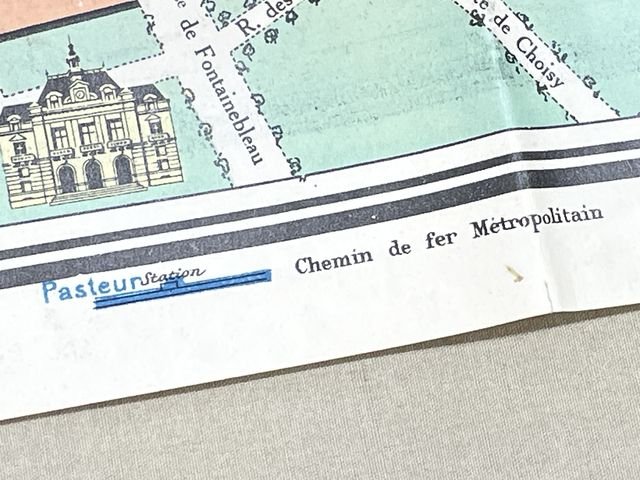 e de Fontainebleau
R. des
e de Choisy
Pasteur Station
Chemin de fer Métropolitain